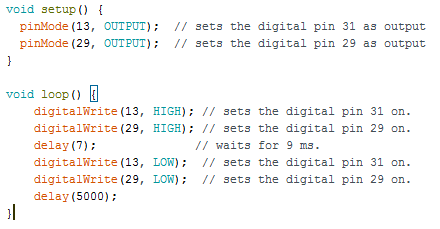 void setup() {
  pinMode(13, OUTPUT);  // sets the digital pin 31 as output
  pinMode(29, OUTPUT);  // sets the digital pin 29 as output
}

void loop() {
    digitalWrite(13, HIGH); // sets the digital pin 31 on.
    digitalWrite(29, HIGH); // sets the digital pin 29 on.
    delay(7);              // waits for 9 ms.
    digitalWrite(13, LOW);  // sets the digital pin 31 on.
    digitalWrite(29, LOW);  // sets the digital pin 29 on.
    delay(5000);
}